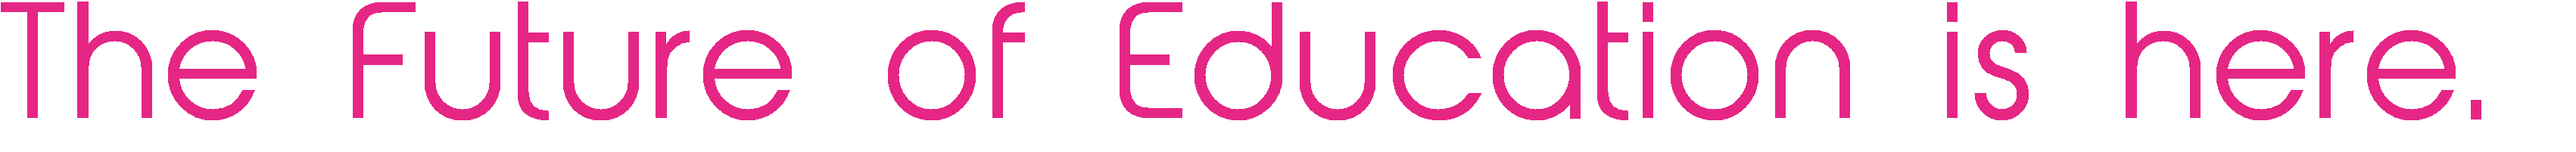 The Future of Education is here.